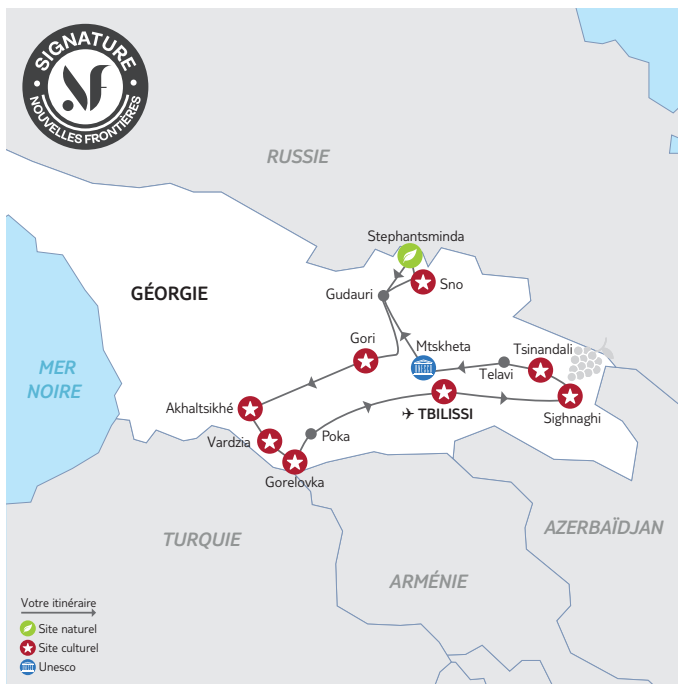 SIGNATURE
NF
NOUVELLES FRONTIÈRES
RUSSIE
Stephantsminda
Sno
GÉORGIE
Gudauri
Gori
Mtskheta
Tsinandali
MER
NOIRE
UNESCO
Telavi
Akhaltsikhé
TBILISSI
Sighnaghi
Vardzia
Poka
Gorelovka
TURQUIE
AZERBAÏDJAN
ARMÉNIE
Votre itinéraire
Site naturel
Site culturel
Unesco